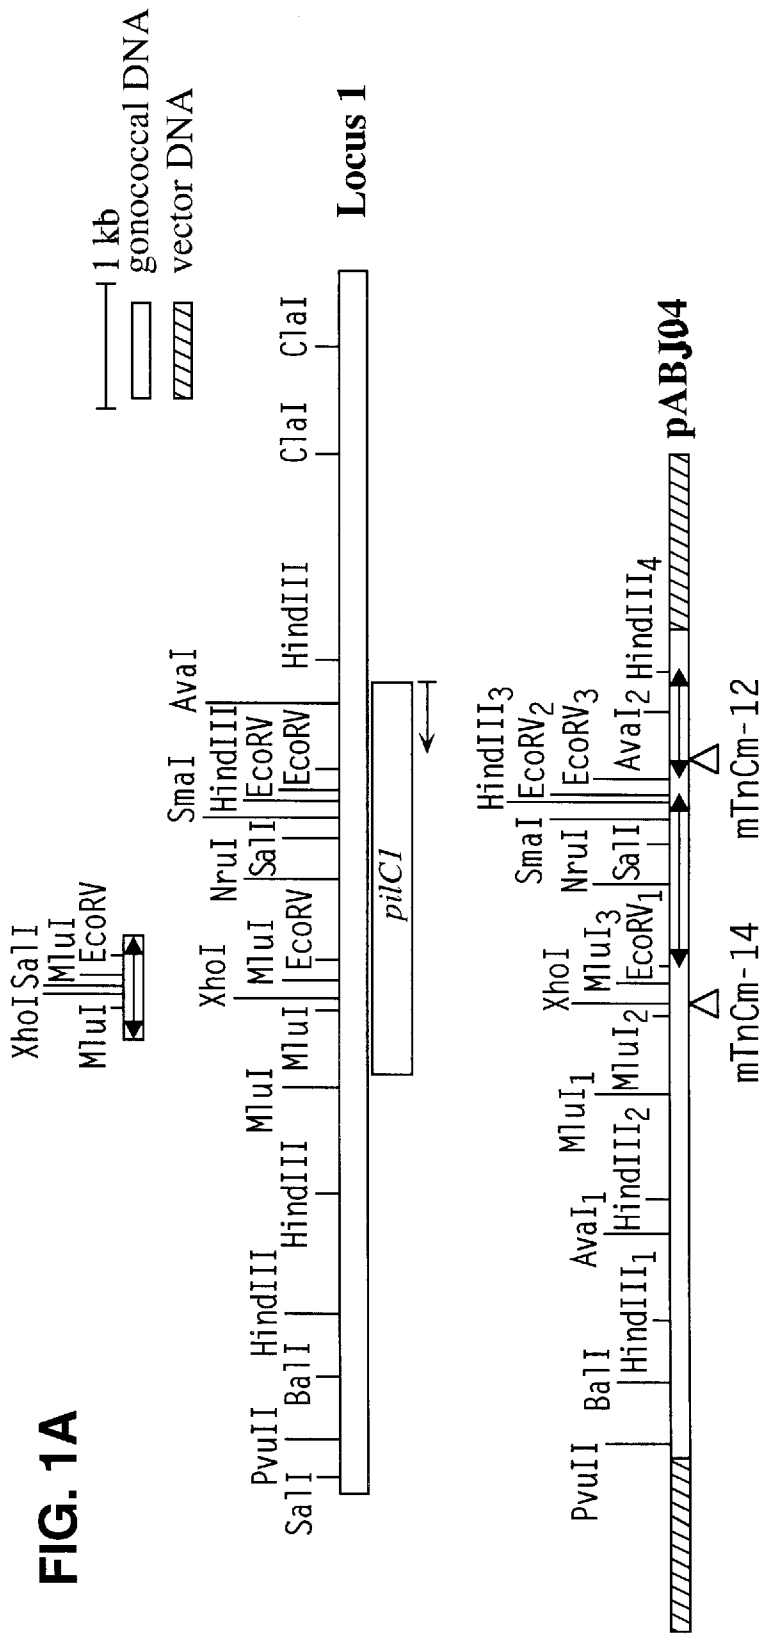 FIG. 1A
1 kb
gonococcal DNA
vector DNA
XhoI SalI
MluI
MluI
EcoRV
Locus 1
SalI
PvuII
BalI
HindIII
HindIII
MluI
MluI
XhoI
MluI
EcoRV
NruI
SalI
SmaI
HindIII
EcoRV
EcoRV
AvaI
HindIII
ClaI
ClaI
pilC1
pABJ04
PvuII
BalI
HindIII1
AvaI1
HindIII2
MluI1
MluI2
XhoI
MluI3
EcoRV1
NruI
SalI
SmaI
HindIII3
EcoRV2
EcoRV3
AvaI2
HindIII4
mTnCm-14
mTnCm-12